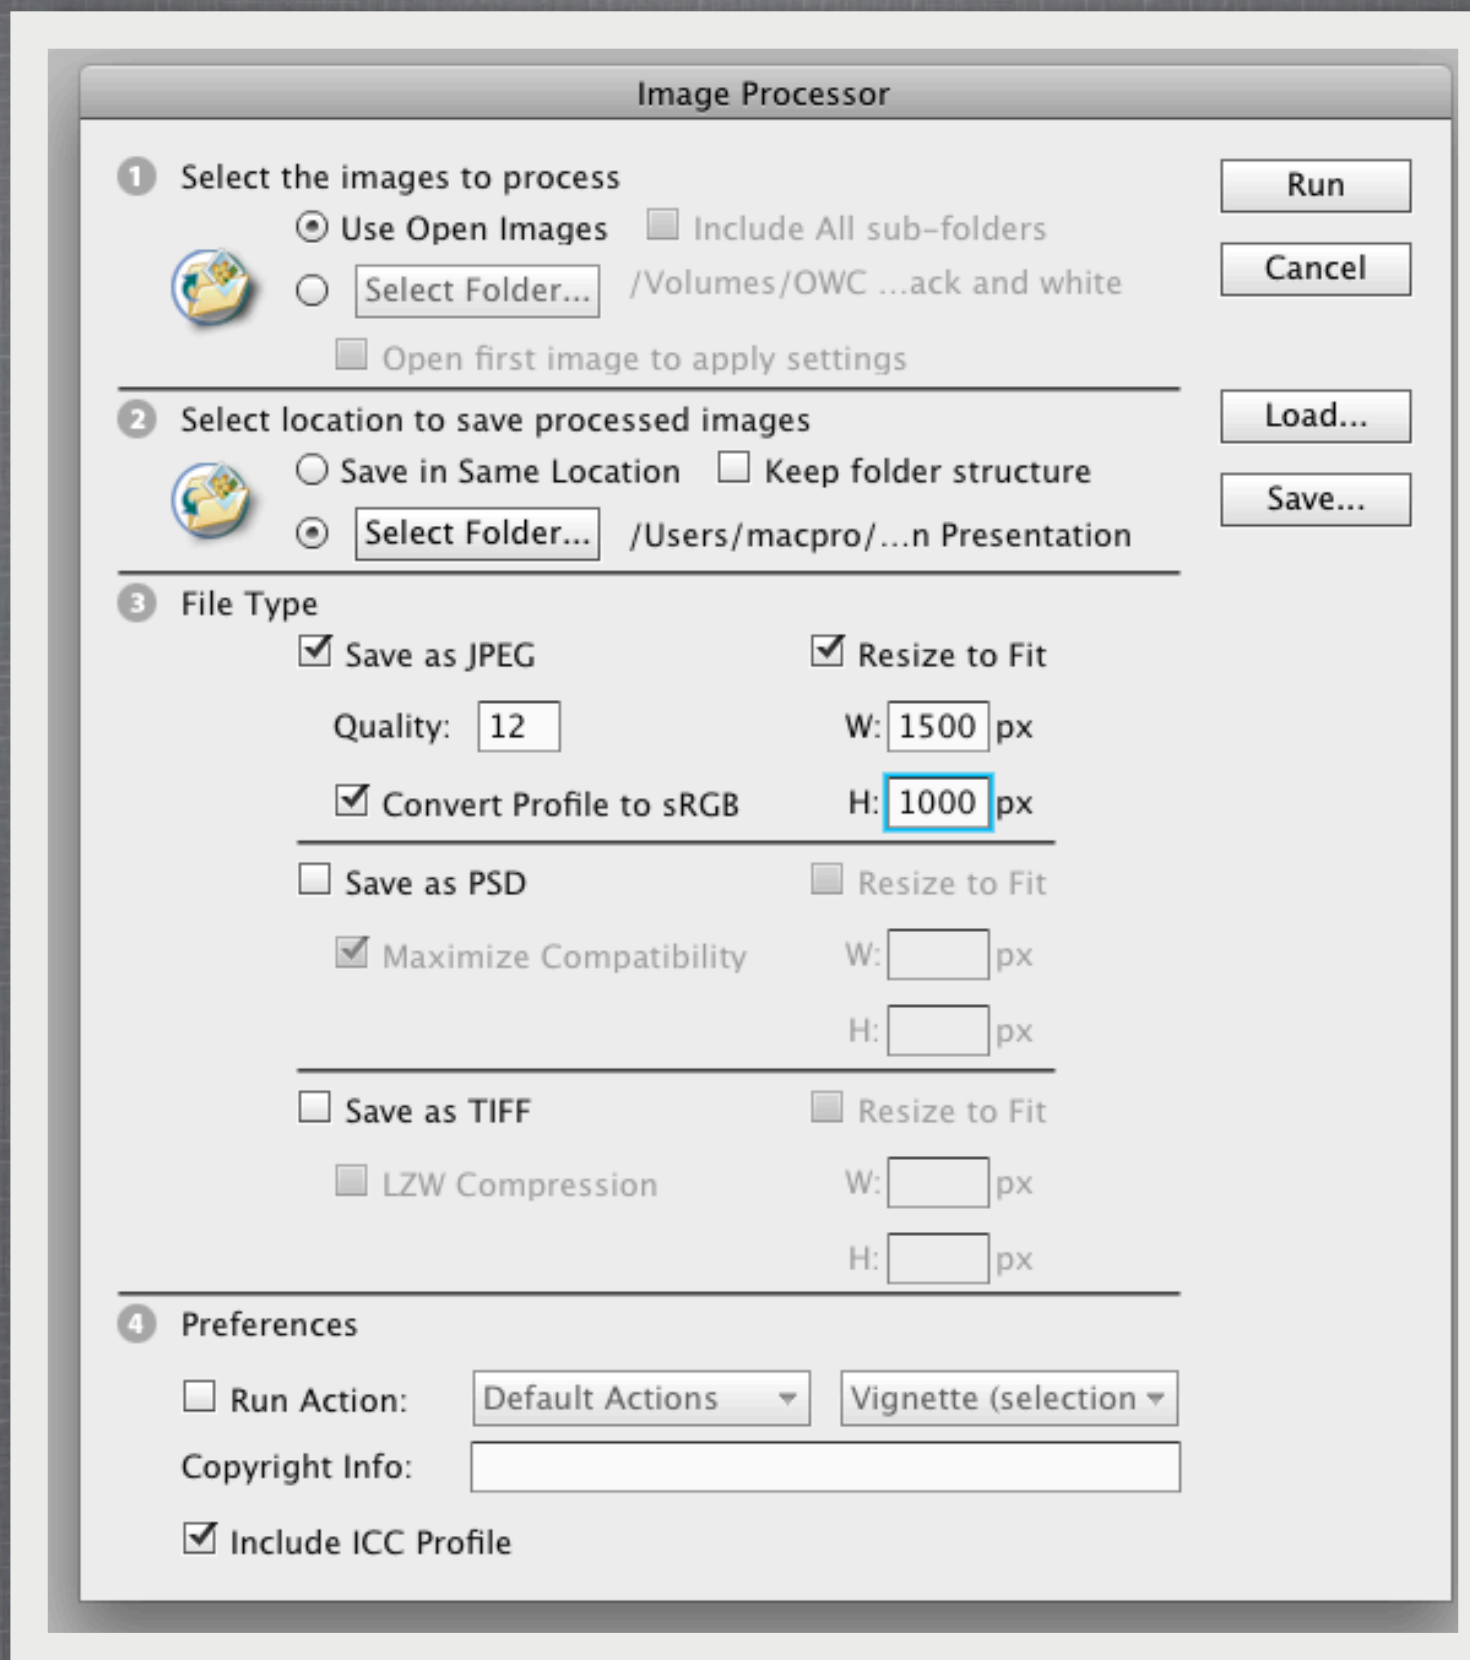 Image Processor
1 Select the images to process
Run
Use Open Images Include All sub-folders
Cancel
Select Folder... /Volumes/OWC ...ack and white
Open first image to apply settings
2 Select location to save processed images
Load...
Save in Same Location Keep folder structure
Save...
Select Folder... /Users/macpro/...n Presentation
3 File Type
Save as JPEG Resize to Fit
Quality: 12 W: 1500 px
Convert Profile to sRGB H: 1000 px
Save as PSD Resize to Fit
Maximize Compatibility W: px
H: px
Save as TIFF Resize to Fit
LZW Compression W: px
H: px
4 Preferences
Run Action: Default Actions Vignette (selection
Copyright Info:
Include ICC Profile